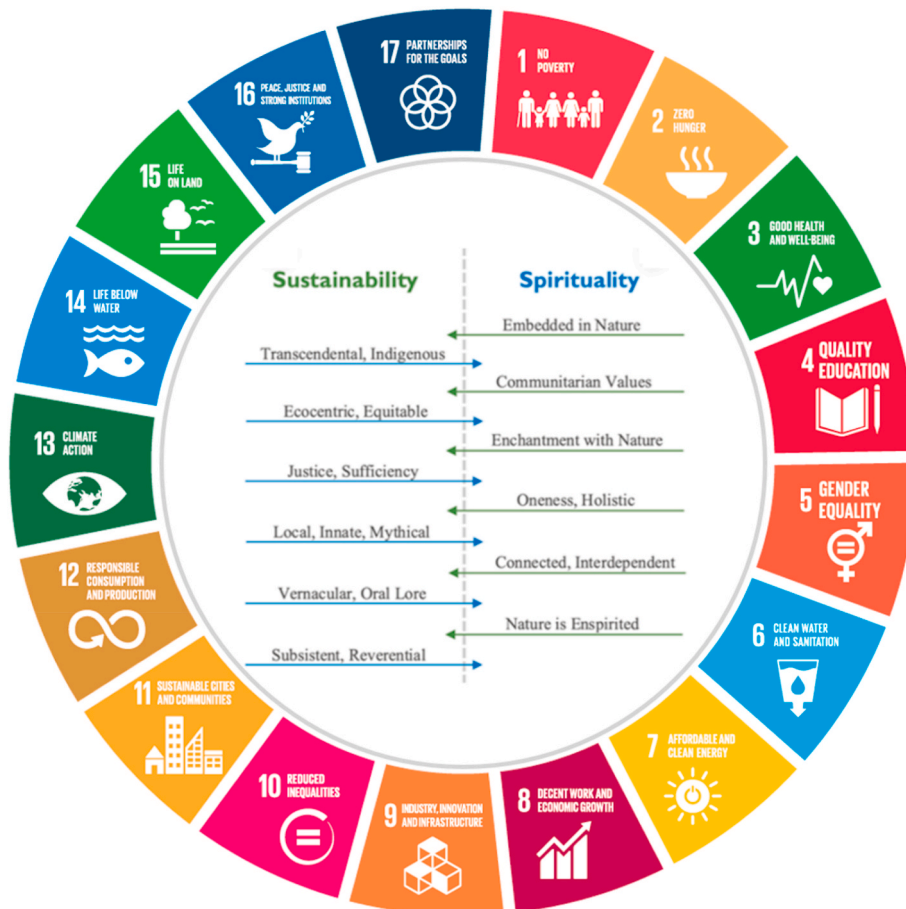 1 NO
POVERTY
2 ZERO
HUNGER
3 GOOD HEALTH
AND WELL-BEING
4 QUALITY
EDUCATION
5 GENDER
EQUALITY
6 CLEAN WATER
AND SANITATION
7 AFFORDABLE AND
CLEAN ENERGY
8 DECENT WORK AND
ECONOMIC GROWTH
9 INDUSTRY, INNOVATION
AND INFRASTRUCTURE
10 REDUCED
INEQUALITIES
11 SUSTAINABLE CITIES
AND COMMUNITIES
12 RESPONSIBLE
CONSUMPTION
AND PRODUCTION
13 CLIMATE
ACTION
14 LIFE BELOW
WATER
15 LIFE
ON LAND
16 PEACE, JUSTICE AND
STRONG INSTITUTIONS
17 PARTNERSHIPS
FOR THE GOALS
Sustainability
Spirituality
Embedded in Nature
Transcendental, Indigenous
Communitarian Values
Ecocentric, Equitable
Enchantment with Nature
Justice, Sufficiency
Oneness, Holistic
Local, Innate, Mythical
Connected, Interdependent
Vernacular, Oral Lore
Nature is Enspirited
Subsistent, Reverential